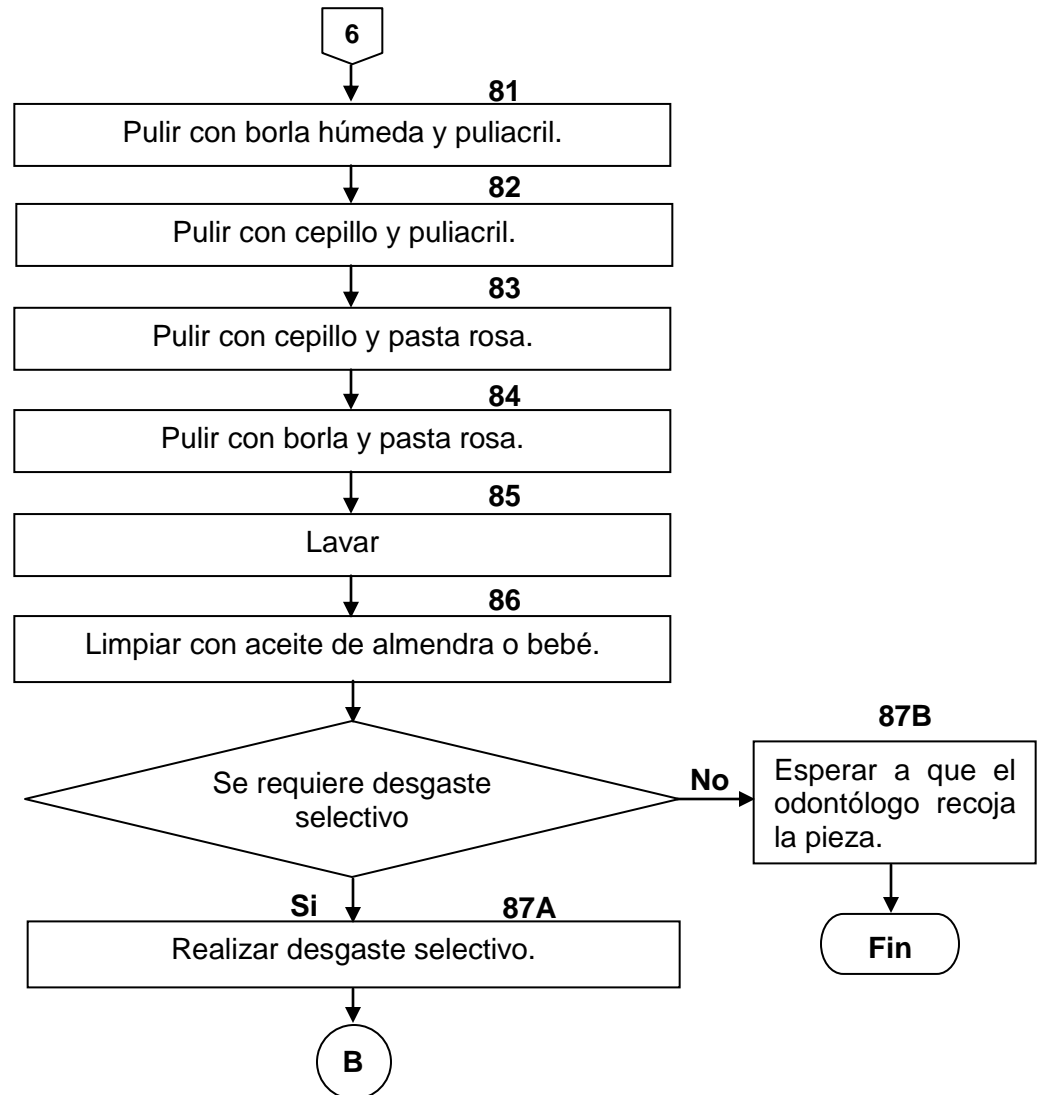 6
81
Pulir con borla húmeda y puliacril.
82
Pulir con cepillo y puliacril.
83
Pulir con cepillo y pasta rosa.
84
Pulir con borla y pasta rosa.
85
Lavar
86
Limpiar con aceite de almendra o bebé.
Se requiere desgaste
selectivo
No
87B
Esperar a que el
odontólogo recoja
la pieza.
Fin
Si
87A
Realizar desgaste selectivo.
B